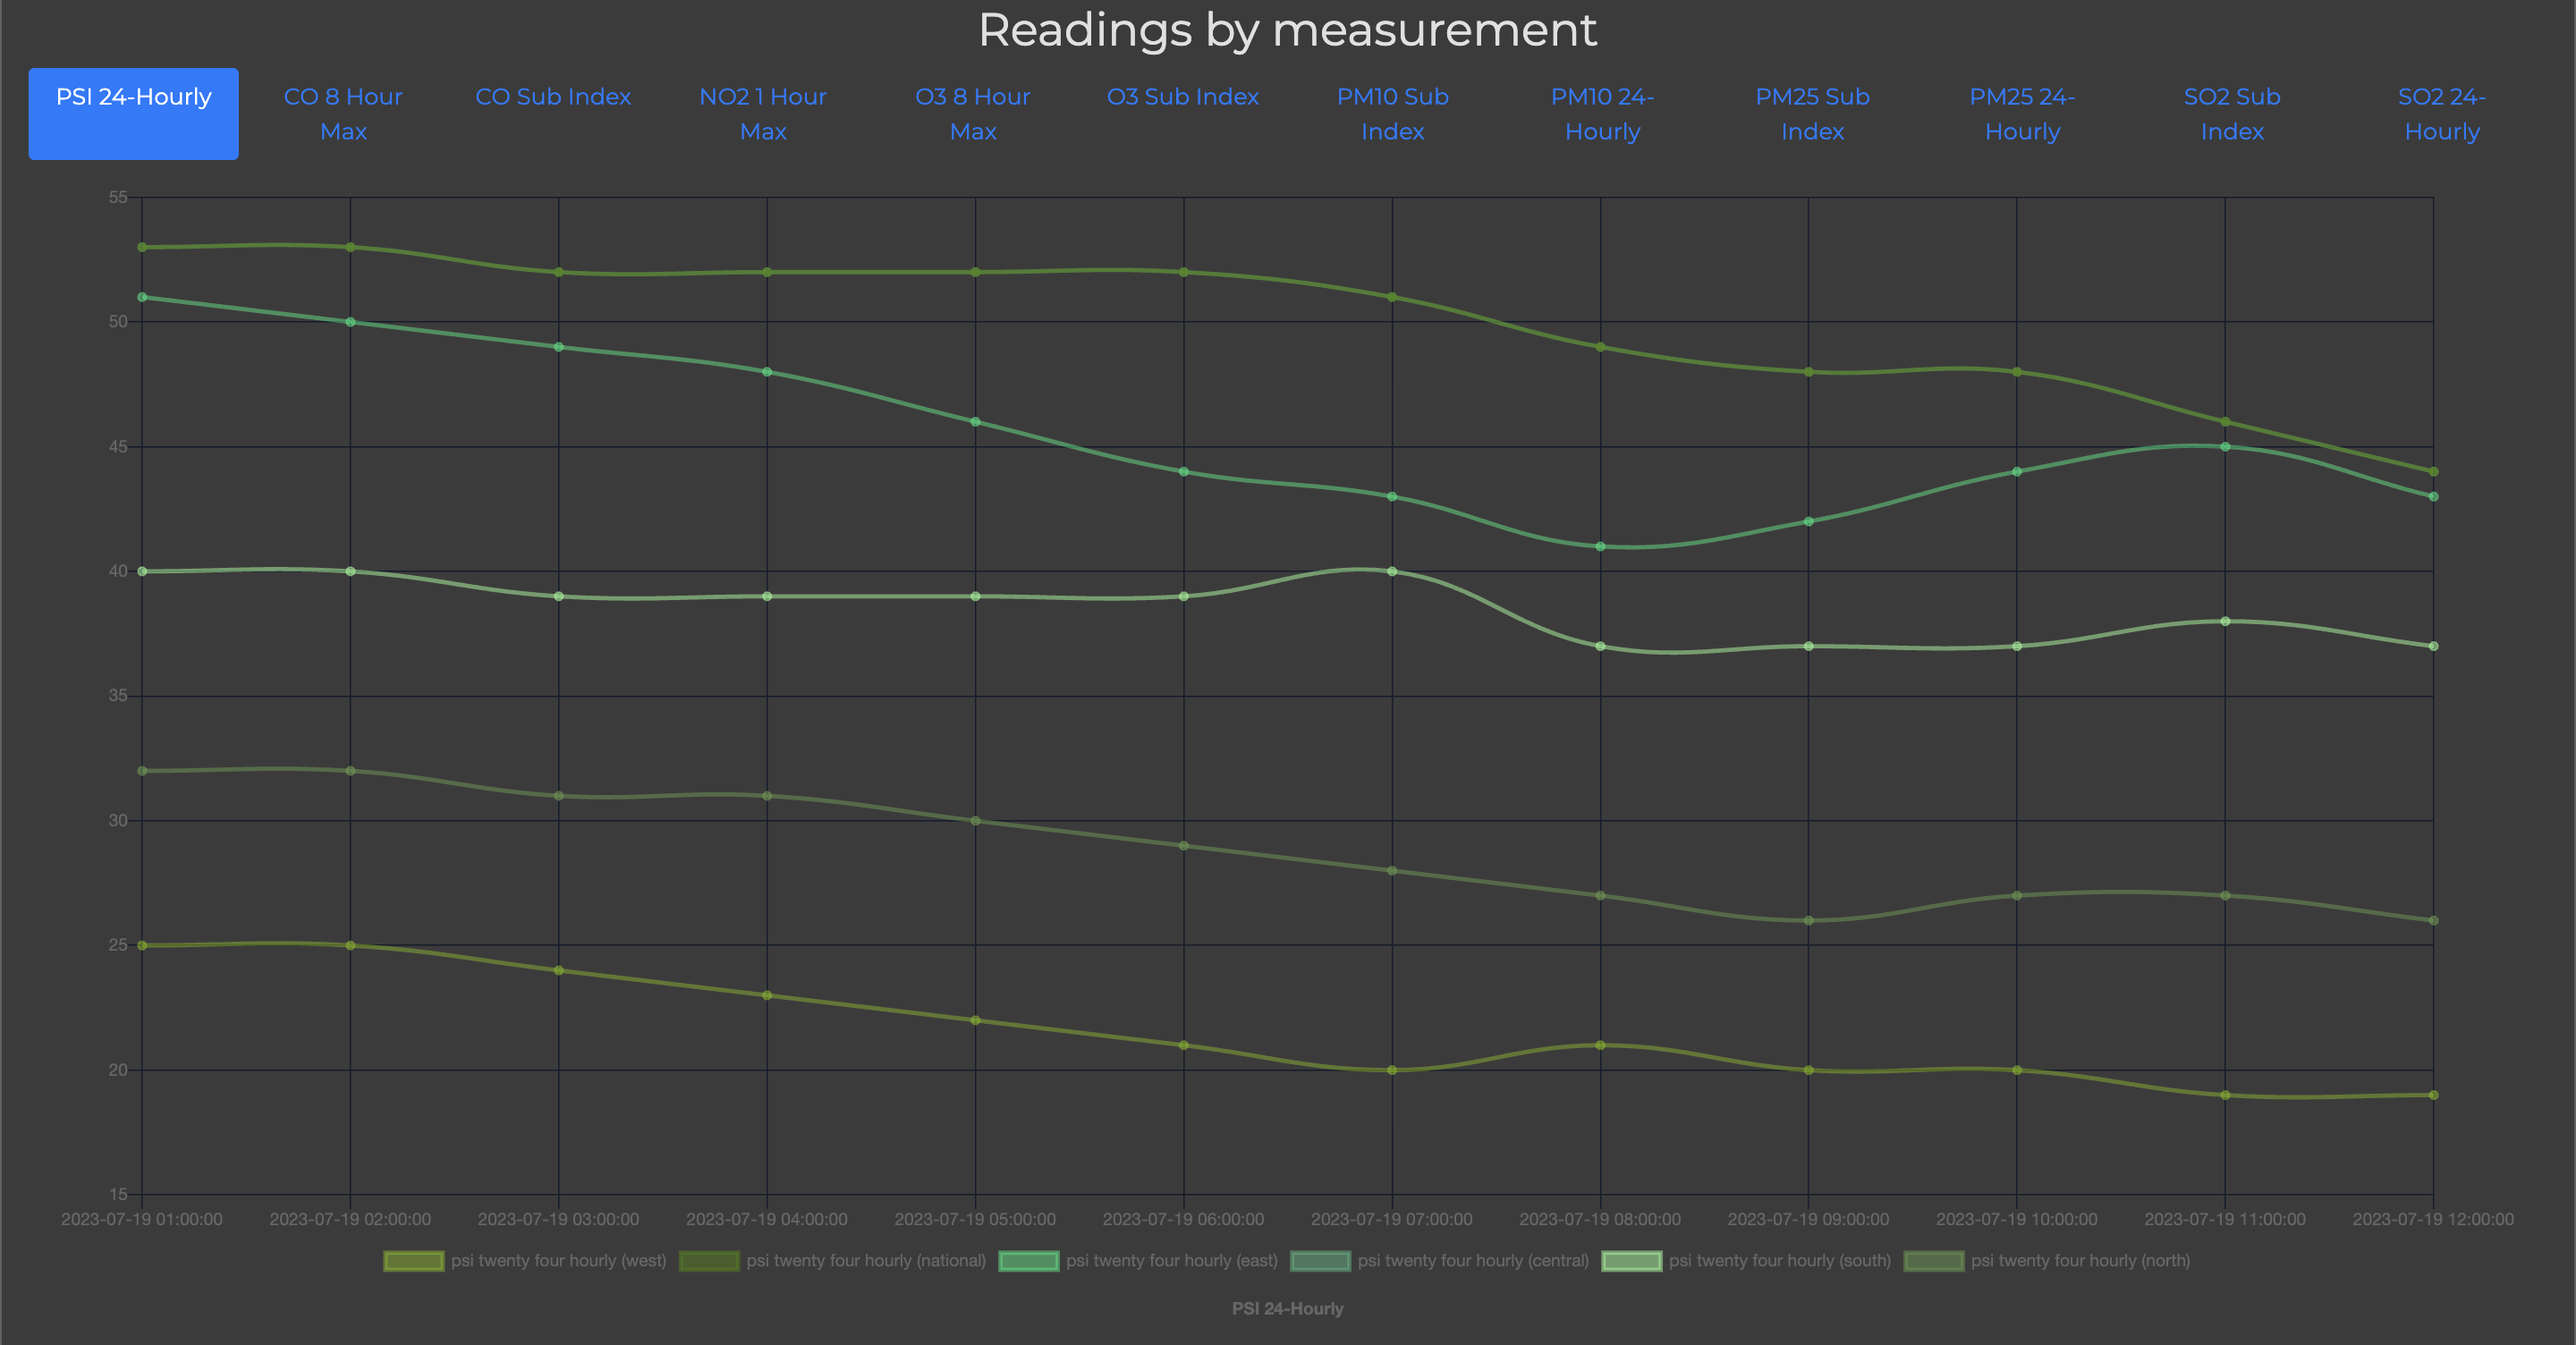 Readings by measurement
PSI 24-Hourly
CO 8 Hour
Max
CO Sub Index
NO2 1 Hour
Max
O3 8 Hour
Max
O3 Sub Index
PM10 Sub
Index
PM10 24-
Hourly
PM25 Sub
Index
PM25 24-
Hourly
SO2 Sub
Index
SO2 24-
Hourly
55
50
45
40
35
30
25
20
15
2023-07-19 01:00:00
2023-07-19 02:00:00
2023-07-19 03:00:00
2023-07-19 04:00:00
2023-07-19 05:00:00
2023-07-19 06:00:00
2023-07-19 07:00:00
2023-07-19 08:00:00
2023-07-19 09:00:00
2023-07-19 10:00:00
2023-07-19 11:00:00
2023-07-19 12:00:00
psi twenty four hourly (west)
psi twenty four hourly (national)
psi twenty four hourly (east)
psi twenty four hourly (central)
psi twenty four hourly (south)
psi twenty four hourly (north)
PSI 24-Hourly